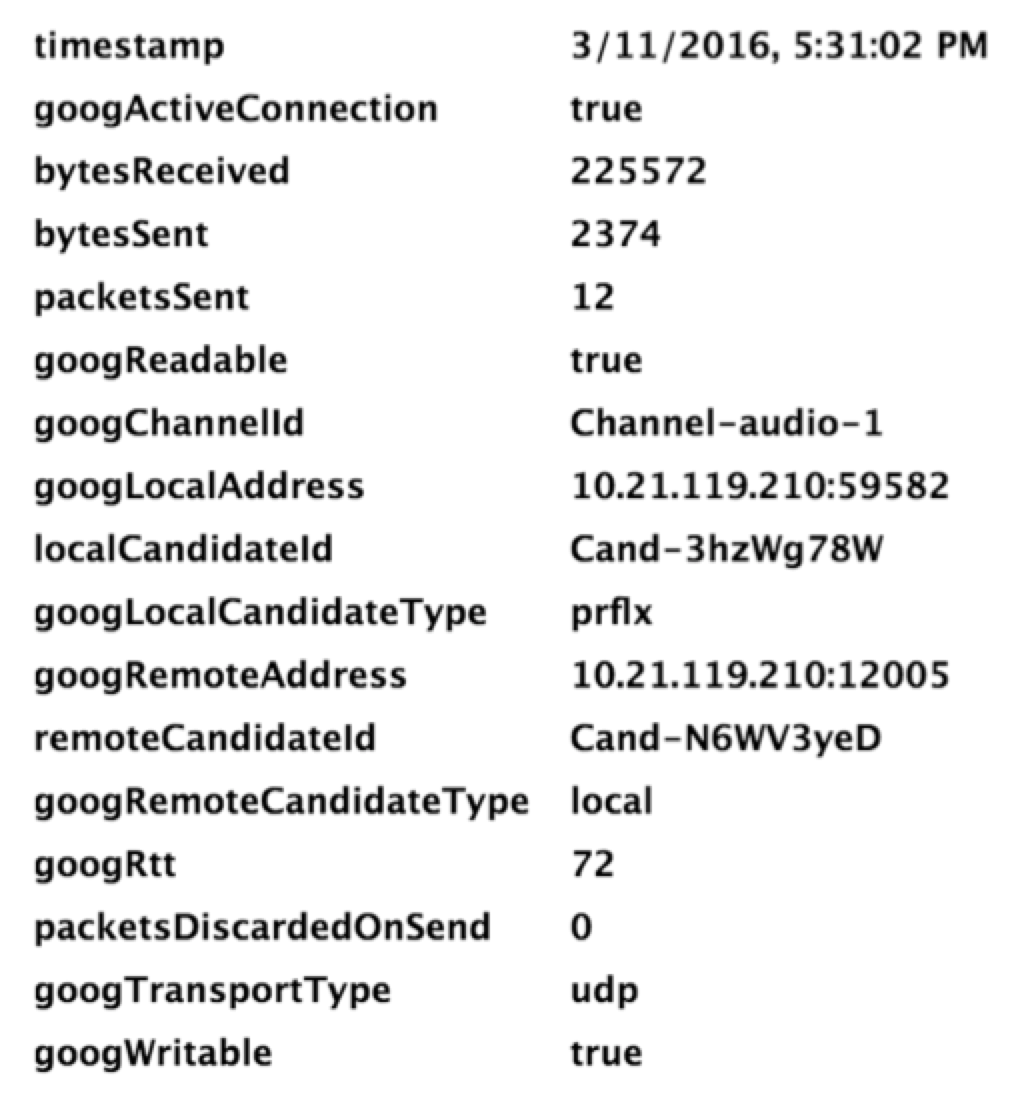 timestamp 3/11/2016, 5:31:02 PM
googActiveConnection true
bytesReceived 225572
bytesSent 2374
packetsSent 12
googReadable true
googChannelId Channel-audio-1
googLocalAddress 10.21.119.210:59582
localCandidateId Cand-3hzWg78W
googLocalCandidateType prflx
googRemoteAddress 10.21.119.210:12005
remoteCandidateId Cand-N6WV3yeD
googRemoteCandidateType local
googRtt 72
packetsDiscardedOnSend 0
googTransportType udp
googWritable true